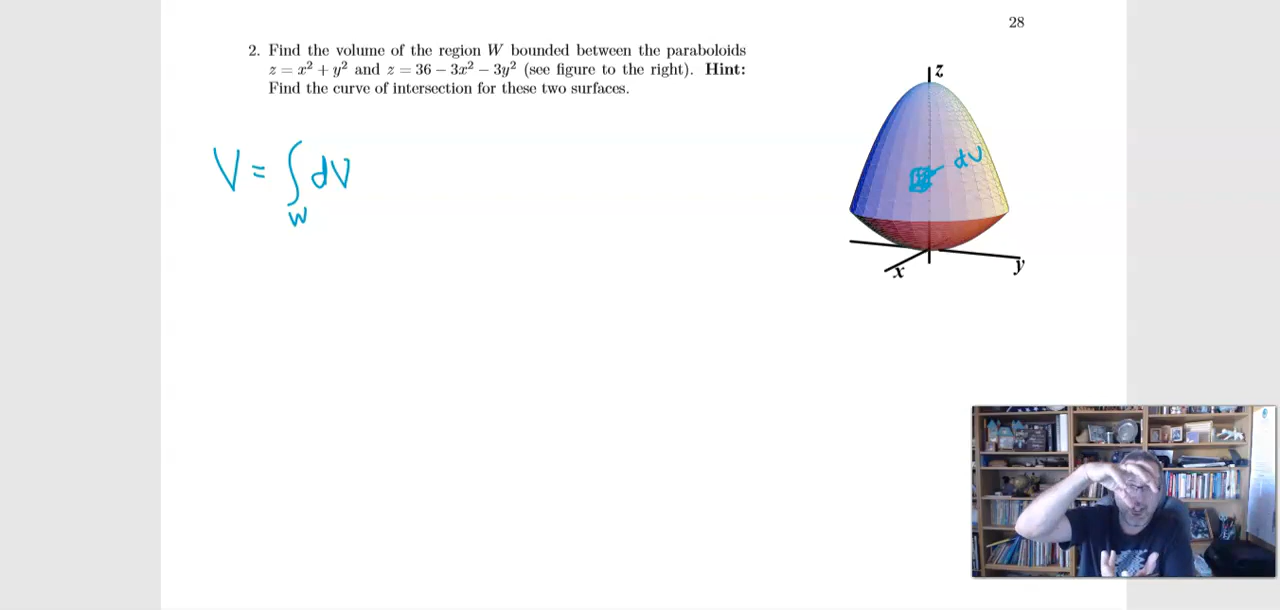 28
2. Find the volume of the region W bounded between the paraboloids
z = x² + y² and z = 36 − 3x² − 3y² (see figure to the right). Hint:
Find the curve of intersection for these two surfaces.
z
V = ∫ dV
W
dV
x
y